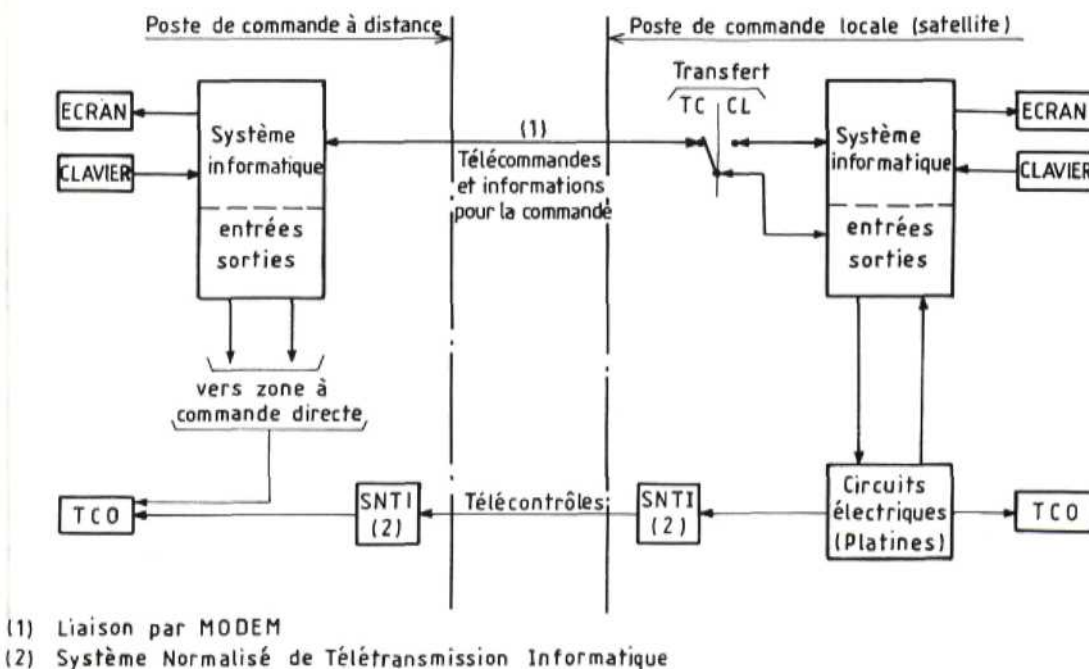 Poste de commande à distance
Poste de commande locale (satellite)
Transfert
TC CL
ECRAN
CLAVIER
Système
informatique
entrées
sorties
(1)
Télécommandes
et informations
pour la commande
Système
informatique
entrées
sorties
ECRAN
CLAVIER
vers zone à
commande directe
TCO
SNTI
(2)
Télécontrôles
SNTI
(2)
Circuits
électriques
(Platines)
TCO
(1) Liaison par MODEM
(2) Système Normalisé de Télétransmission Informatique